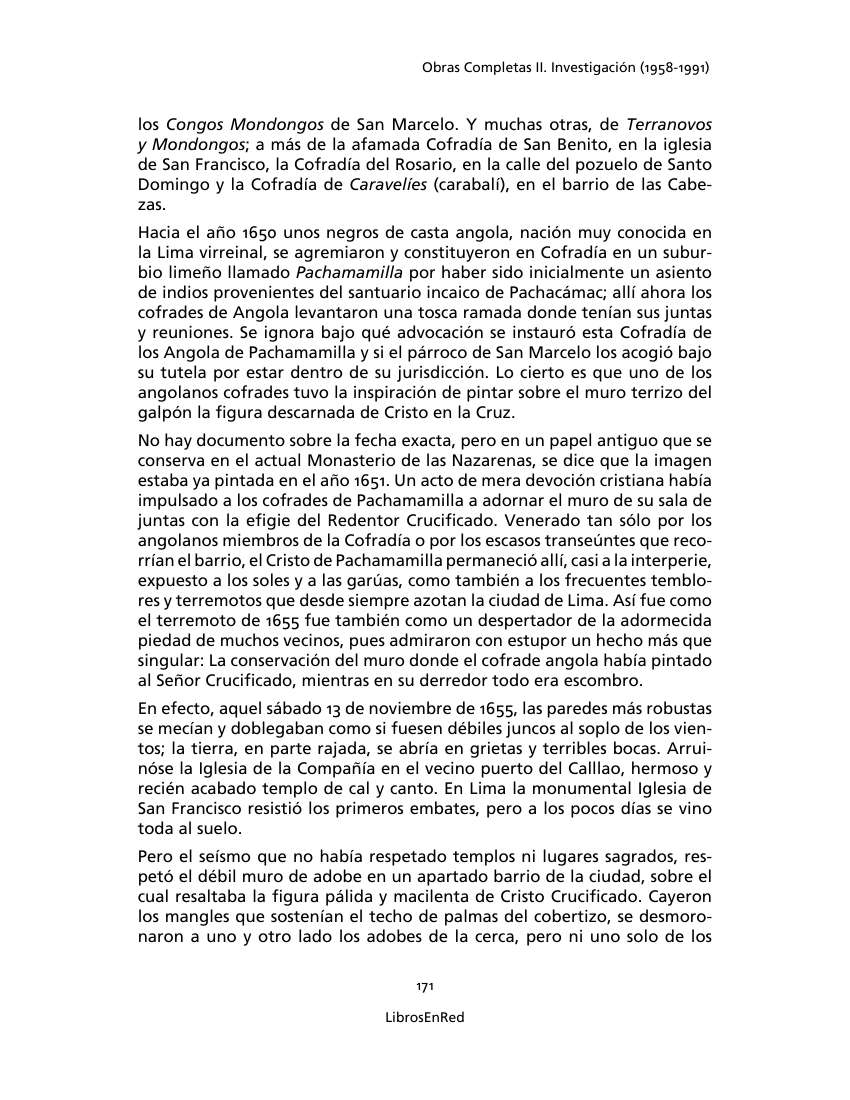 Obras Completas II. Investigación (1958-1991)
los Congos Mondongos de San Marcelo. Y muchas otras, de Terranovos
y Mondongos; a más de la afamada Cofradía de San Benito, en la iglesia
de San Francisco, la Cofradía del Rosario, en la calle del pozuelo de Santo
Domingo y la Cofradía de Caravelíes (carabalí), en el barrio de las Cabe-
zas.
Hacia el año 1650 unos negros de casta angola, nación muy conocida en
la Lima virreinal, se agremiaron y constituyeron en Cofradía en un subur-
bio limeño llamado Pachamamilla por haber sido inicialmente un asiento
de indios provenientes del santuario incaico de Pachacámac; allí ahora los
cofrades de Angola levantaron una tosca ramada donde tenían sus juntas
y reuniones. Se ignora bajo qué advocación se instauró esta Cofradía de
los Angola de Pachamamilla y si el párroco de San Marcelo los acogió bajo
su tutela por estar dentro de su jurisdicción. Lo cierto es que uno de los
angolanos cofrades tuvo la inspiración de pintar sobre el muro terrizo del
galpón la figura descarnada de Cristo en la Cruz.
No hay documento sobre la fecha exacta, pero en un papel antiguo que se
conserva en el actual Monasterio de las Nazarenas, se dice que la imagen
estaba ya pintada en el año 1651. Un acto de mera devoción cristiana había
impulsado a los cofrades de Pachamamilla a adornar el muro de su sala de
juntas con la efigie del Redentor Crucificado. Venerado tan sólo por los
angolanos miembros de la Cofradía o por los escasos transeúntes que reco-
rrían el barrio, el Cristo de Pachamamilla permaneció allí, casi a la interperie,
expuesto a los soles y a las garúas, como también a los frecuentes temblo-
res y terremotos que desde siempre azotan la ciudad de Lima. Así fue como
el terremoto de 1655 fue también como un despertador de la adormecida
piedad de muchos vecinos, pues admiraron con estupor un hecho más que
singular: La conservación del muro donde el cofrade angola había pintado
al Señor Crucificado, mientras en su derredor todo era escombro.
En efecto, aquel sábado 13 de noviembre de 1655, las paredes más robustas
se mecían y doblegaban como si fuesen débiles juncos al soplo de los vien-
tos; la tierra, en parte rajada, se abría en grietas y terribles bocas. Arrui-
nóse la Iglesia de la Compañía en el vecino puerto del Calllao, hermoso y
recién acabado templo de cal y canto. En Lima la monumental Iglesia de
San Francisco resistió los primeros embates, pero a los pocos días se vino
toda al suelo.
Pero el seísmo que no había respetado templos ni lugares sagrados, res-
petó el débil muro de adobe en un apartado barrio de la ciudad, sobre el
cual resaltaba la figura pálida y macilenta de Cristo Crucificado. Cayeron
los mangles que sostenían el techo de palmas del cobertizo, se desmoro-
naron a uno y otro lado los adobes de la cerca, pero ni uno solo de los
171
LibrosEnRed